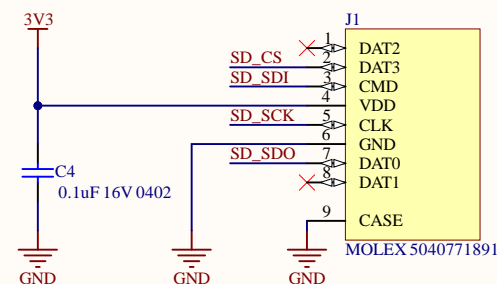 3V3
J1
1 DAT2
SD_CS 2 DAT3
SD_SDI 3 CMD
4 VDD
SD_SCK 5 CLK
6 GND
SD_SDO 7 DAT0
8 DAT1
C4
0.1uF 16V 0402
9 CASE
MOLEX 5040771891
GND GND GND